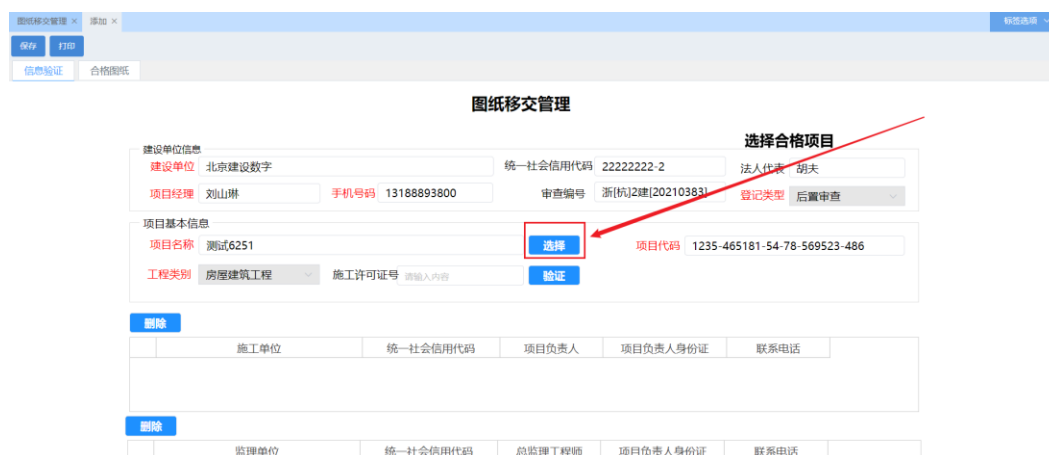 图纸移交管理 × 添加 × 标签选项
保存 打印
信息验证 合格图纸
图纸移交管理
选择合格项目
建设单位信息
建设单位 北京建设数字 统一社会信用代码 22222222-2 法人代表 胡夫
项目经理 刘山琳 手机号码 13188893800 审查编号 浙[杭]2建[20210383] 登记类型 后置审查
项目基本信息
项目名称 测试6251 选择 项目代码 1235-465181-54-78-569523-486
工程类别 房屋建筑工程 施工许可证号 请输入内容 验证
删除
施工单位 统一社会信用代码 项目负责人 项目负责人身份证 联系电话
删除
监理单位 统一社会信用代码 总监理工程师 项目负责人身份证 联系电话